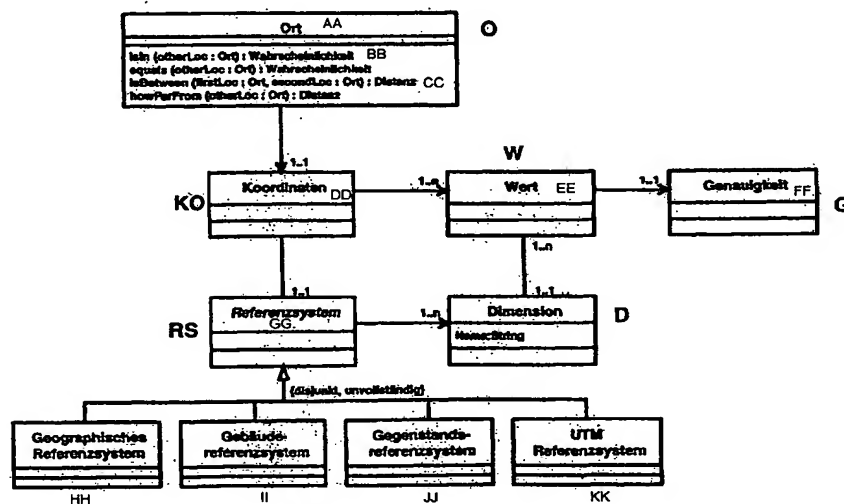 Ort AA
O
isIn (otherLoc : Ort) : Wahrscheinlichkeit BB
equals (otherLoc : Ort) : Wahrscheinlichkeit
isBetween (firstLoc : Ort, secondLoc : Ort) : Distanz CC
howFarFrom (otherLoc : Ort) : Distanz
1..1
W
KO
Koordinaten DD
1..n
Wert EE
1..1
Genauigkeit FF
G
1..n
1..1
1..1
RS
Referenzsystem
GG
1..n
Dimension
D
Name:String
{disjunkt, unvollständig}
Geographisches
Referenzsystem
Gebäude-
referenzsystem
Gegenstands-
referenzsystem
UTM
Referenzsystem
HH
II
JJ
KK